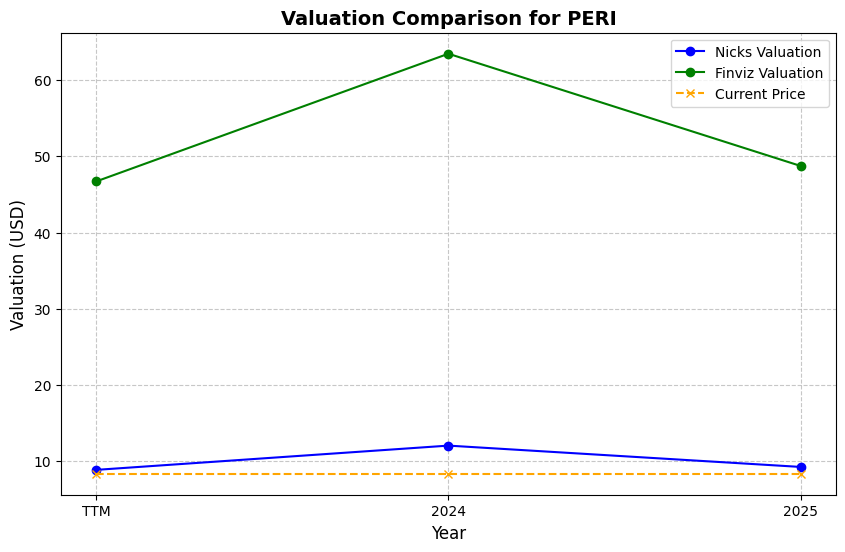 Valuation Comparison for PERI
Nicks Valuation
Finviz Valuation
Current Price
Valuation (USD)
60
50
40
30
20
10
TTM
2024
2025
Year